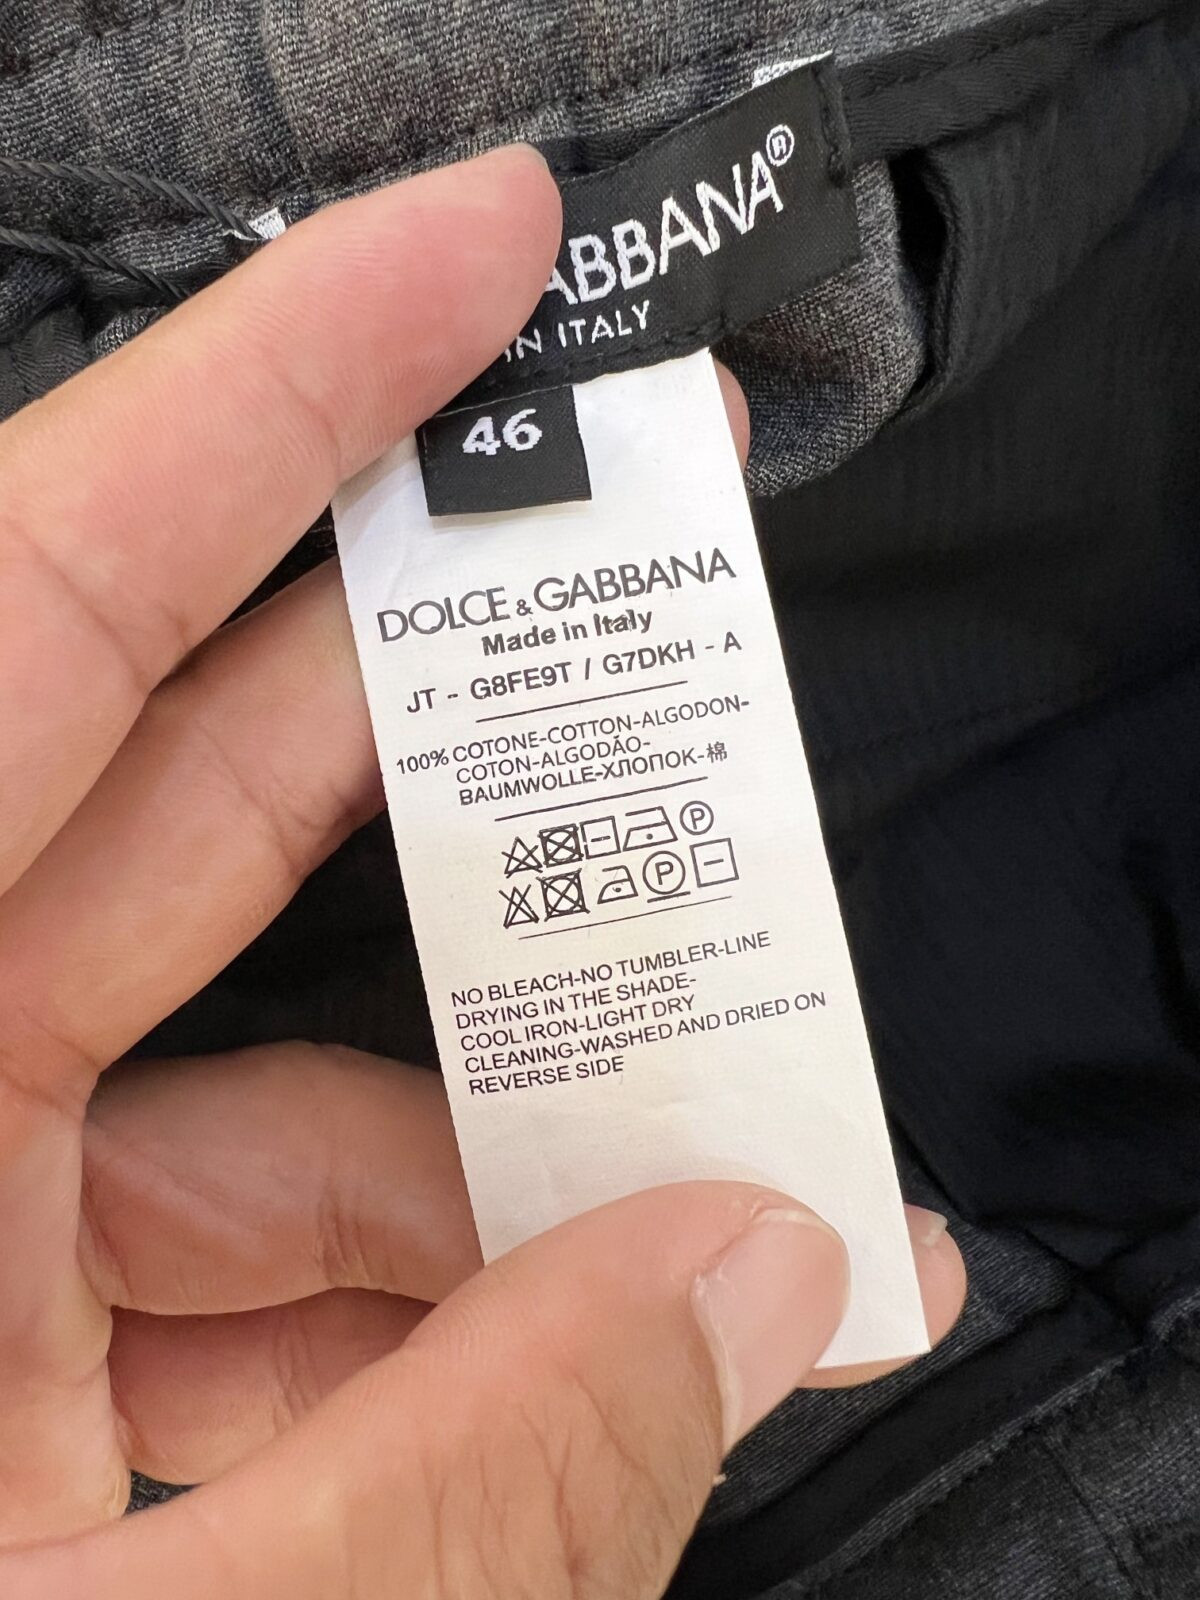 ABBANA®
IN ITALY
46
DOLCE & GABBANA
Made in Italy
JT - G8FE9T / G7DKH - A
100% COTONE-COTTON-ALGODON-
COTON-ALGODÃO-
BAUMWOLLE-ХЛОПОК-棉
P
P
NO BLEACH-NO TUMBLER-LINE
DRYING IN THE SHADE-
COOL IRON-LIGHT DRY
CLEANING-WASHED AND DRIED ON
REVERSE SIDE